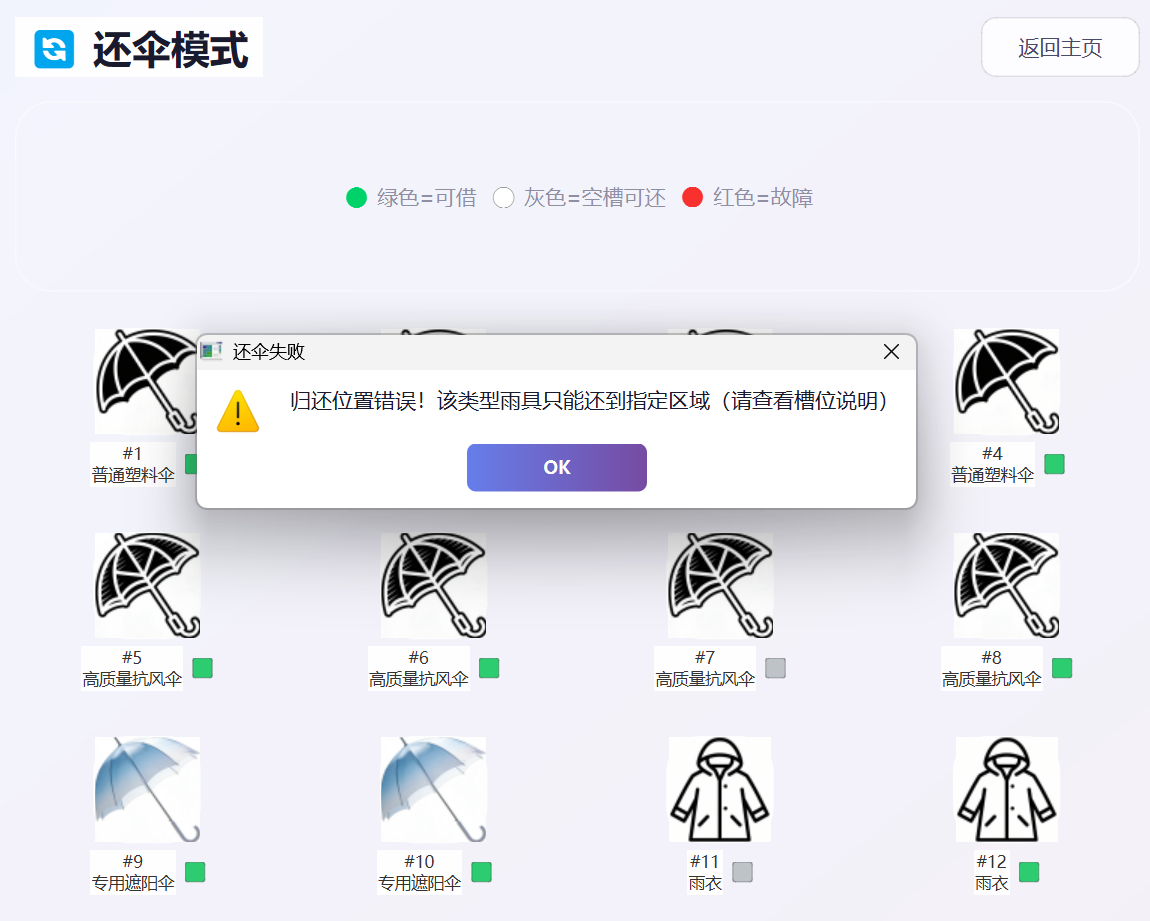 还伞模式
返回主页
绿色=可借 灰色=空槽可还 红色=故障
还伞失败
归还位置错误！该类型雨具只能还到指定区域（请查看槽位说明）
OK
#1
普通塑料伞
#4
普通塑料伞
#5
高质量抗风伞
#6
高质量抗风伞
#7
高质量抗风伞
#8
高质量抗风伞
#9
专用遮阳伞
#10
专用遮阳伞
#11
雨衣
#12
雨衣